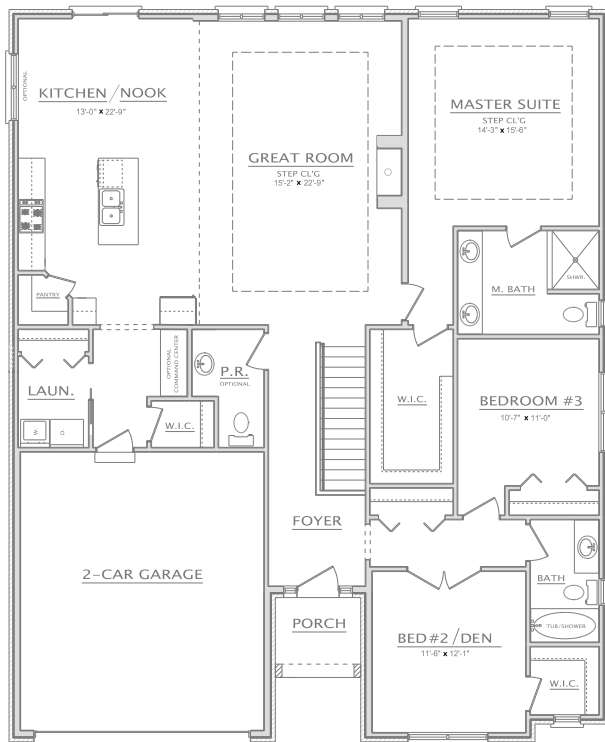 OPTIONAL
KITCHEN/NOOK
13'-0" x 22'-9"
GREAT ROOM
STEP CL'G
15'-2" x 22'-9"
MASTER SUITE
STEP CL'G
14'-3" x 15'-6"
PANTRY
M. BATH
SHWR.
LAUN.
OPTIONAL
COMMAND CENTER
P.R.
OPTIONAL
W.I.C.
W.I.C.
BEDROOM #3
10'-7" x 11'-0"
W
D
FOYER
2-CAR GARAGE
BATH
TUB/SHOWER
PORCH
BED#2/DEN
11'-6" x 12'-1"
W.I.C.